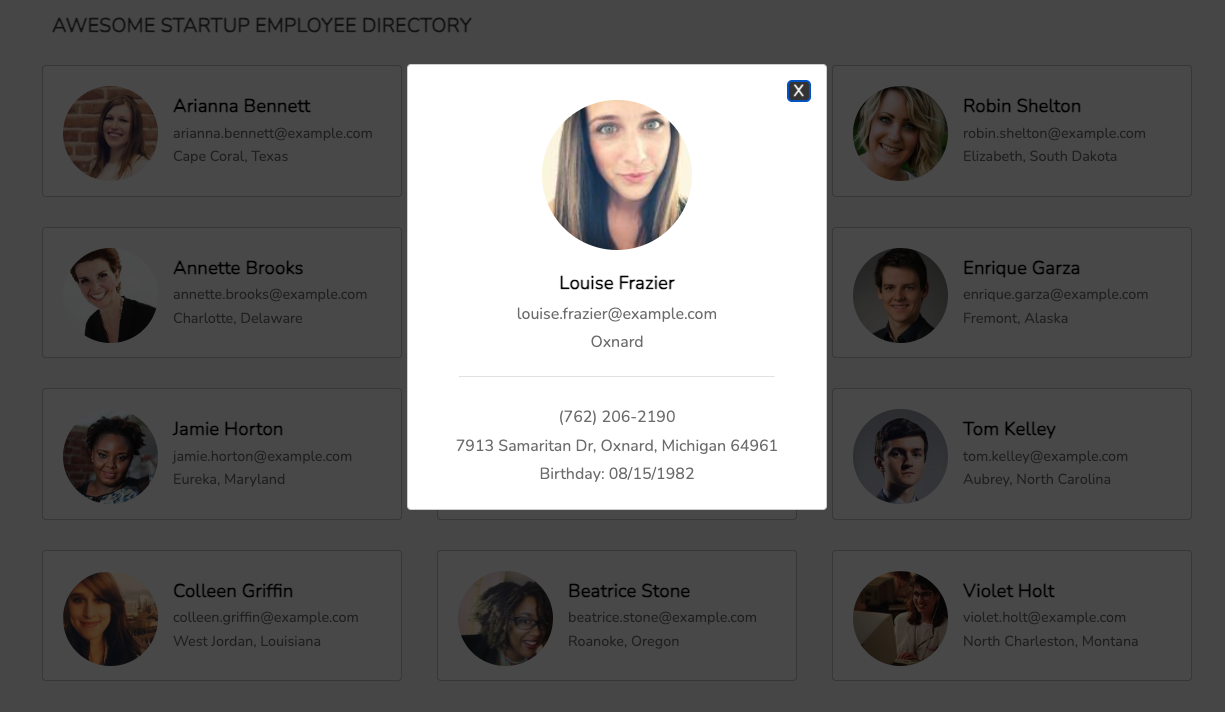 AWESOME STARTUP EMPLOYEE DIRECTORY
Arianna Bennett
arianna.bennett@example.com
Cape Coral, Texas
X
Louise Frazier
louise.frazier@example.com
Oxnard
(762) 206-2190
7913 Samaritan Dr, Oxnard, Michigan 64961
Birthday: 08/15/1982
Robin Shelton
robin.shelton@example.com
Elizabeth, South Dakota
Annette Brooks
annette.brooks@example.com
Charlotte, Delaware
Enrique Garza
enrique.garza@example.com
Fremont, Alaska
Jamie Horton
jamie.horton@example.com
Eureka, Maryland
Tom Kelley
tom.kelley@example.com
Aubrey, North Carolina
Colleen Griffin
colleen.griffin@example.com
West Jordan, Louisiana
Beatrice Stone
beatrice.stone@example.com
Roanoke, Oregon
Violet Holt
violet.holt@example.com
North Charleston, Montana